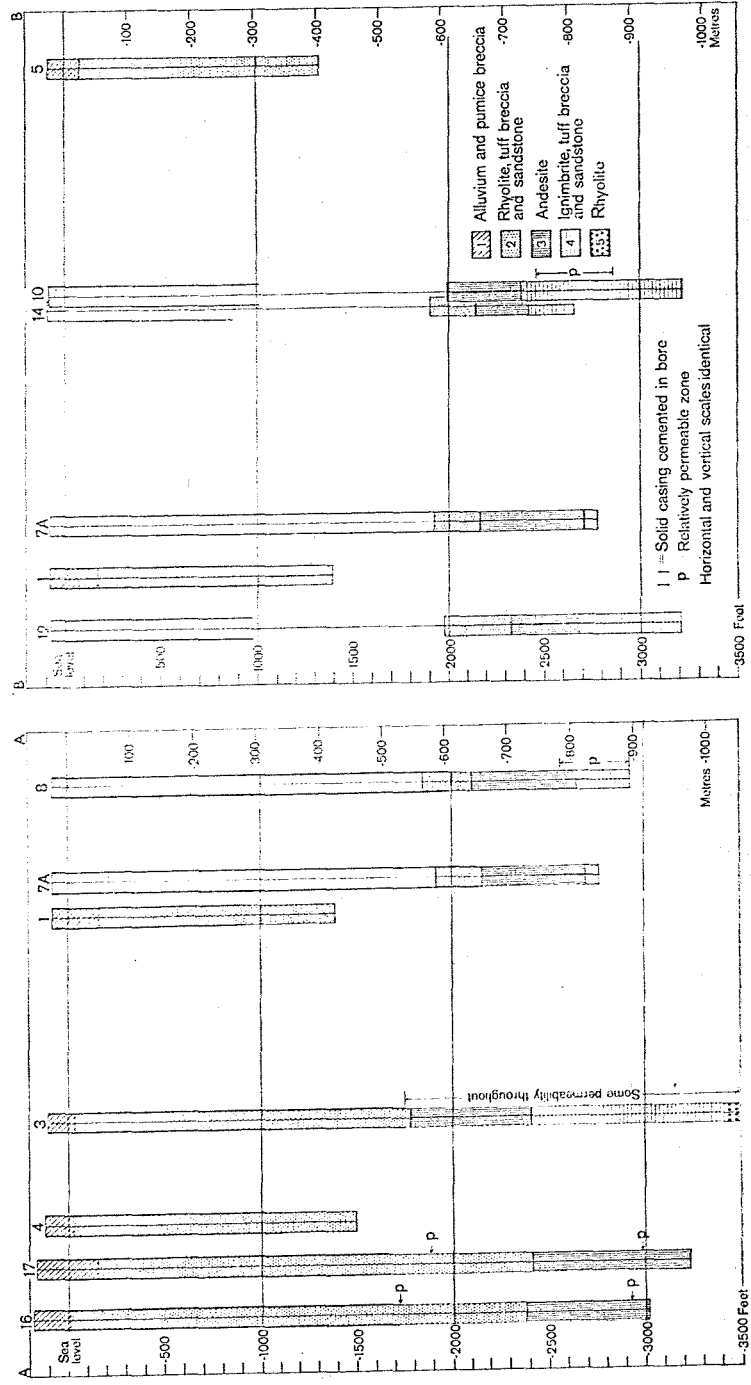 A
A
16
17
4
3
1
7A
8
Sea
level
-500
-1000
-1500
-2000
-2500
-3000
-3500 Feet
100
200
-300
-400
-500
-600
-700
800
-900
Metres -1000
p
p
p
p
Some permeability throughout
p
B
B
12
7A
14
10
5
Sea
level
500
1000
1500
2000
2500
3000
3500 Feet
-100
-200
-300
-400
-500
-600
-700
-800
-900
-1000
Metres
p
1 Alluvium and pumice breccia
2 Rhyolite, tuff breccia
and sandstone
3 Andesite
4 Ignimbrite, tuff breccia
and sandstone
5 Rhyolite
| | = Solid casing cemented in bore
p Relatively permeable zone
Horizontal and vertical scales identical